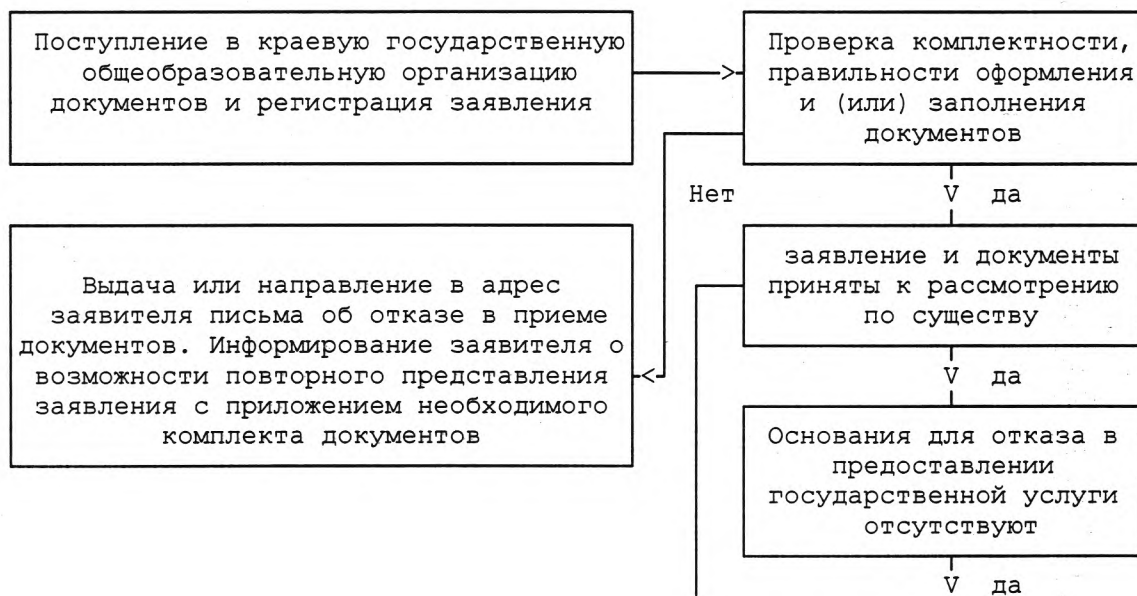 Поступление в краевую государственную
общеобразовательную организацию
документов и регистрация заявления
>
Проверка комплектности,
правильности оформления
и (или) заполнения
документов
Нет
V да
Выдача или направление в адрес
заявителя письма об отказе в приеме
документов. Информирование заявителя о
возможности повторного представления
заявления с приложением необходимого
комплекта документов
<
заявление и документы
приняты к рассмотрению
по существу
V да
Основания для отказа в
предоставлении
государственной услуги
отсутствуют
V да